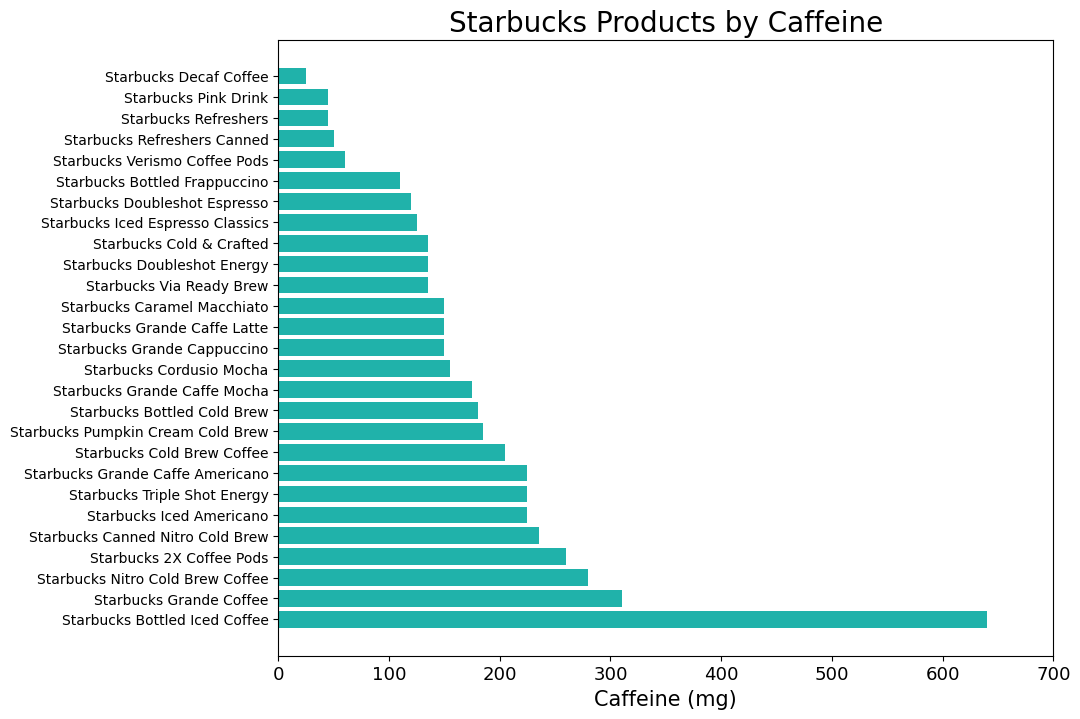 Starbucks Products by Caffeine
Starbucks Decaf Coffee
Starbucks Pink Drink
Starbucks Refreshers
Starbucks Refreshers Canned
Starbucks Verismo Coffee Pods
Starbucks Bottled Frappuccino
Starbucks Doubleshot Espresso
Starbucks Iced Espresso Classics
Starbucks Cold & Crafted
Starbucks Doubleshot Energy
Starbucks Via Ready Brew
Starbucks Caramel Macchiato
Starbucks Grande Caffe Latte
Starbucks Grande Cappuccino
Starbucks Cordusio Mocha
Starbucks Grande Caffe Mocha
Starbucks Bottled Cold Brew
Starbucks Pumpkin Cream Cold Brew
Starbucks Cold Brew Coffee
Starbucks Grande Caffe Americano
Starbucks Triple Shot Energy
Starbucks Iced Americano
Starbucks Canned Nitro Cold Brew
Starbucks 2X Coffee Pods
Starbucks Nitro Cold Brew Coffee
Starbucks Grande Coffee
Starbucks Bottled Iced Coffee
0 100 200 300 400 500 600 700
Caffeine (mg)